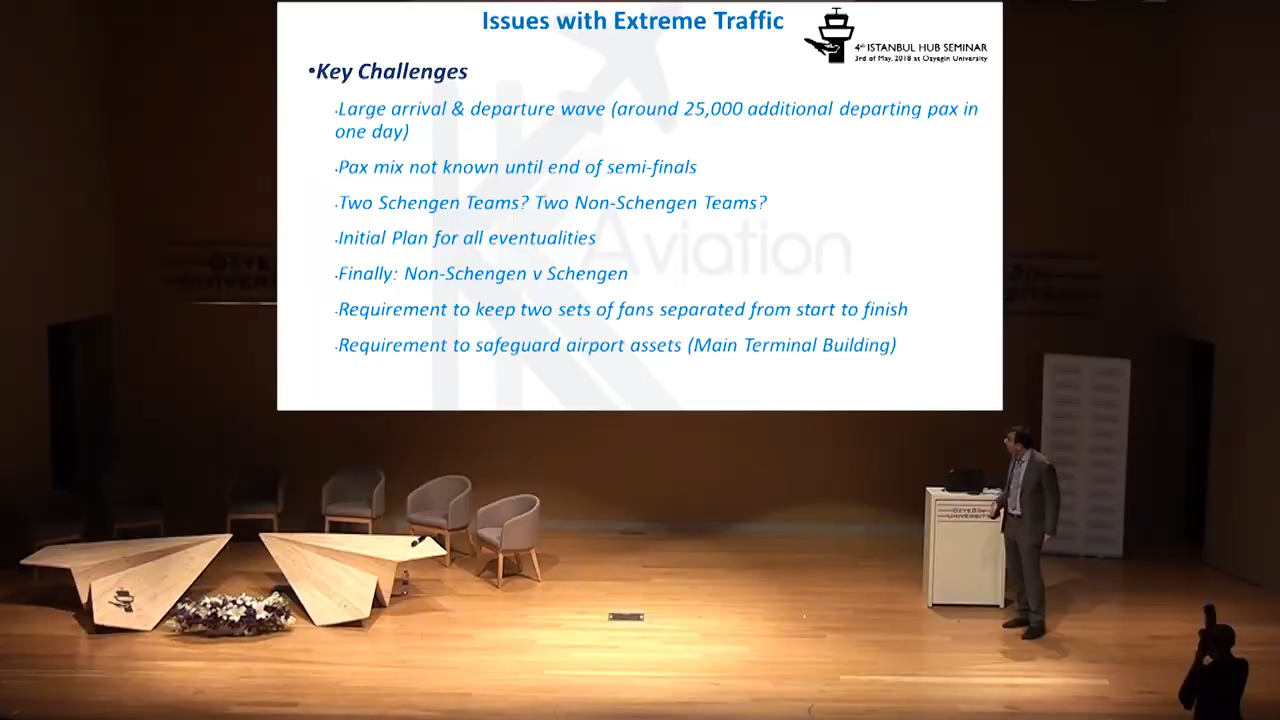 Issues with Extreme Traffic
4th ISTANBUL HUB SEMINAR
3rd of May, 2018 at Ozyegin University
•Key Challenges
.Large arrival & departure wave (around 25,000 additional departing pax in
one day)
.Pax mix not known until end of semi-finals
.Two Schengen Teams? Two Non-Schengen Teams?
.Initial Plan for all eventualities
.Finally: Non-Schengen v Schengen
.Requirement to keep two sets of fans separated from start to finish
.Requirement to safeguard airport assets (Main Terminal Building)
Aviation
UNIVERSITY